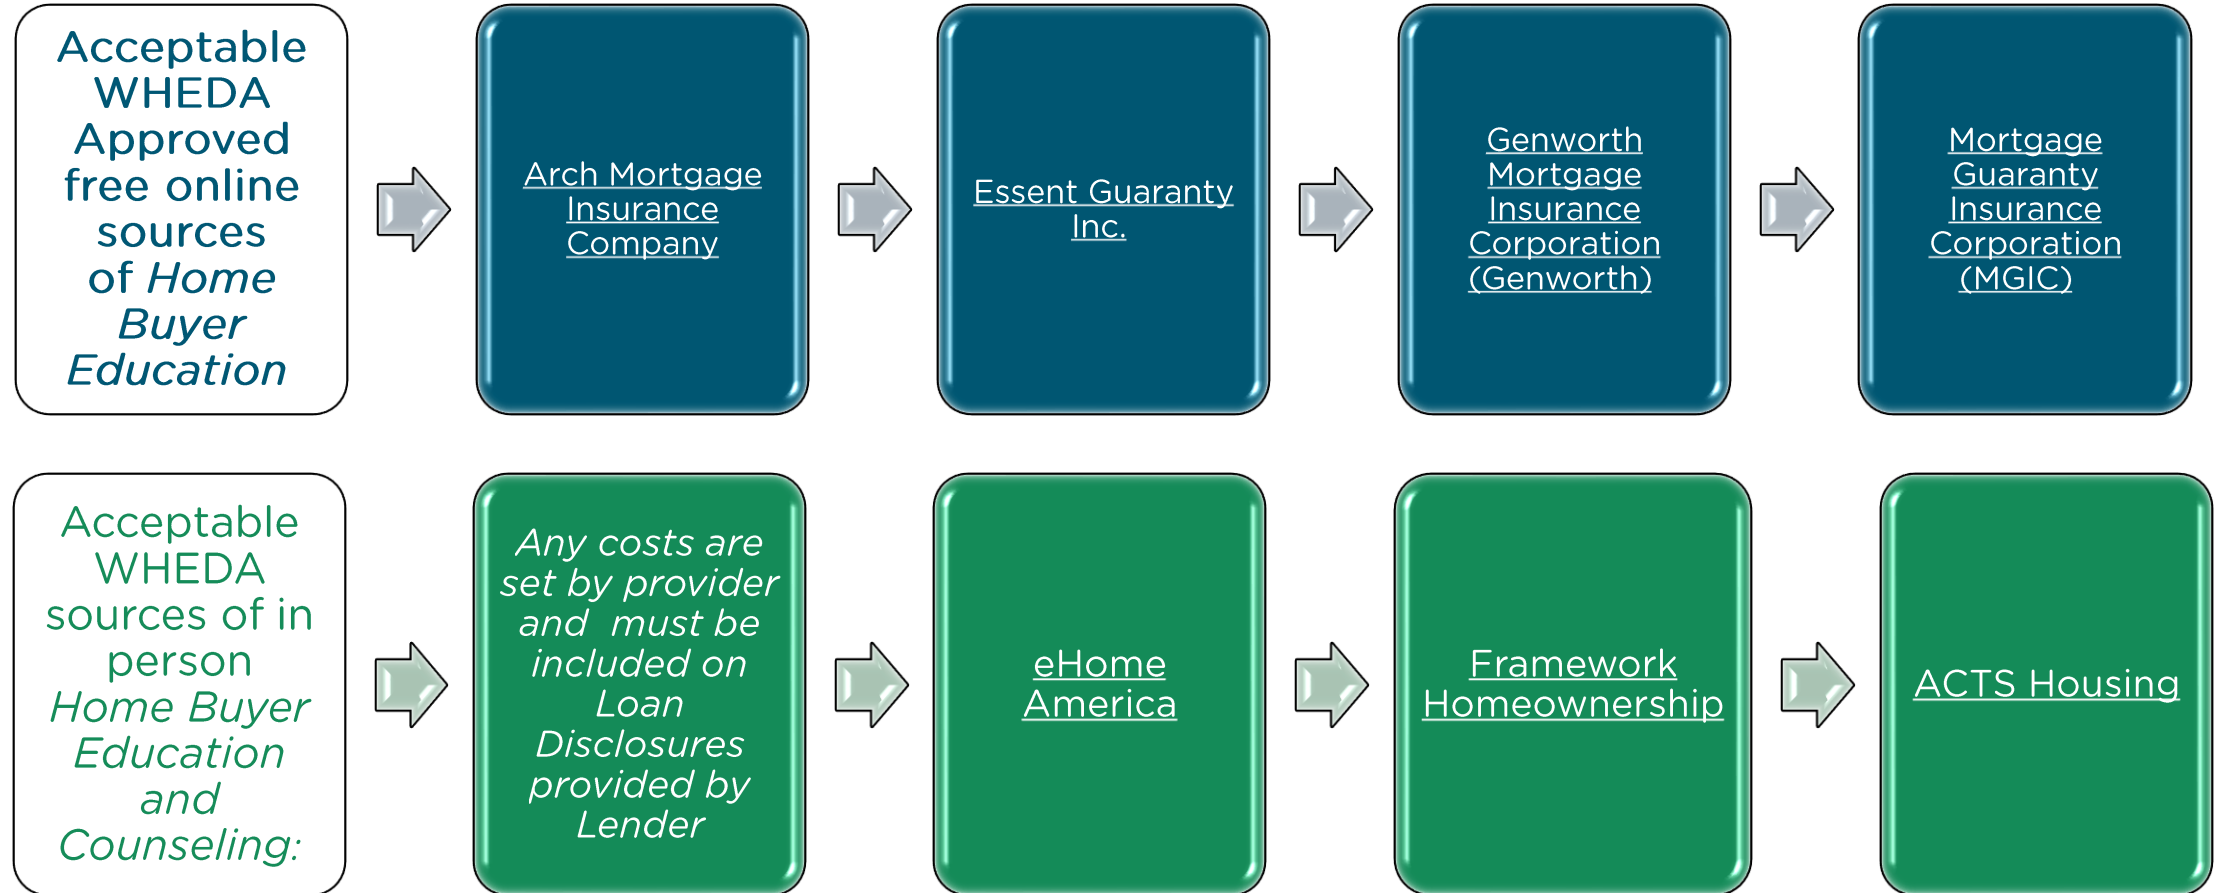 Acceptable
WHEDA
Approved
free online
sources
of Home
Buyer
Education
Arch Mortgage
Insurance
Company
Essent Guaranty
Inc.
Genworth
Mortgage
Insurance
Corporation
(Genworth)
Mortgage
Guaranty
Insurance
Corporation
(MGIC)
Acceptable
WHEDA
sources of in
person
Home Buyer
Education
and
Counseling:
Any costs are
set by provider
and  must be
included on
Loan
Disclosures
provided by
Lender
eHome
America
Framework
Homeownership
ACTS Housing